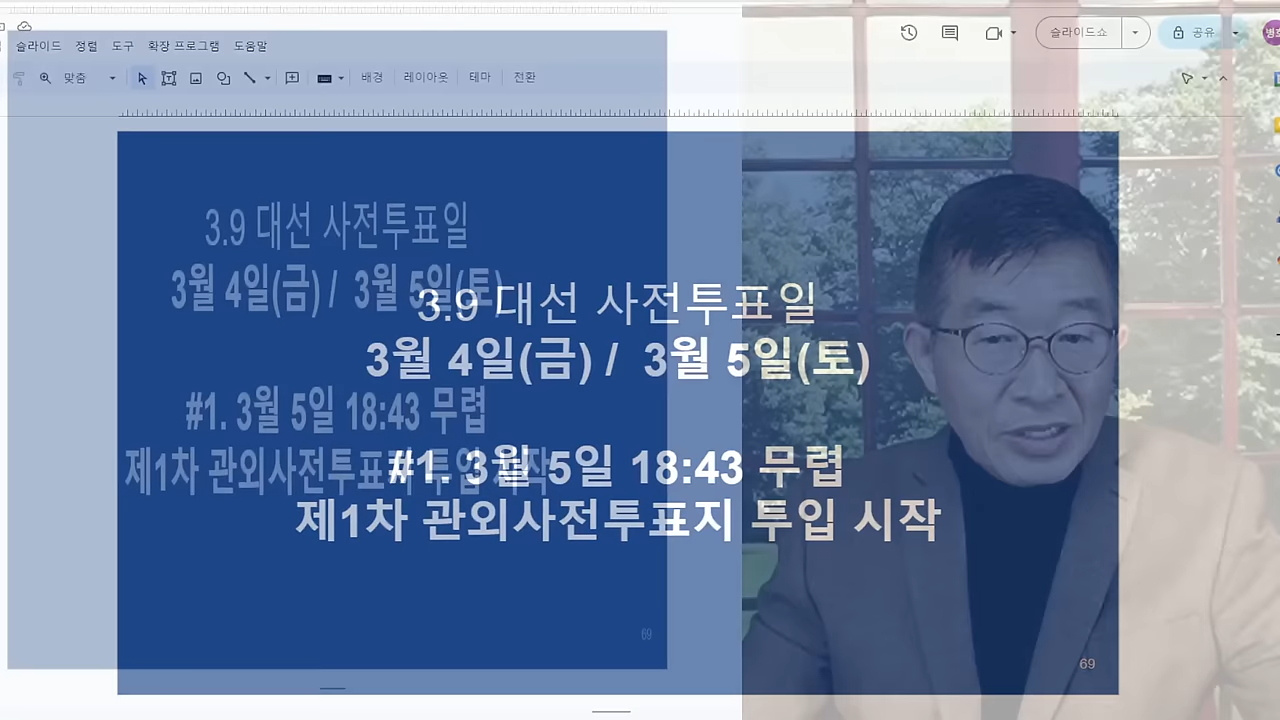 슬라이드 정렬 도구 확장 프로그램 도움말
슬라이드쇼 공유
맞춤 배경 레이아웃 테마 전환
3.9 대선 사전투표일
3월 4일(금) / 3월 5일(토)
#1. 3월 5일 18:43 무렵
제1차 관외사전투표지 투입 시작
69
3.9 대선 사전투표일
3월 4일(금) / 3월 5일(토)
#1. 3월 5일 18:43 무렵
제1차 관외사전투표지 투입 시작
69